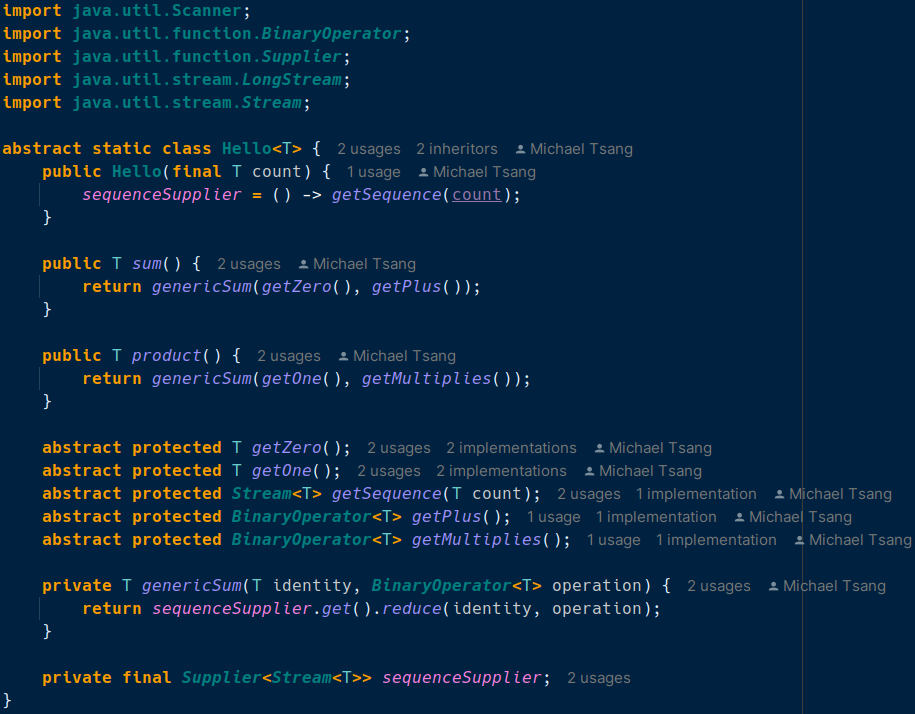 import java.util.Scanner;
import java.util.function.BinaryOperator;
import java.util.function.Supplier;
import java.util.stream.LongStream;
import java.util.stream.Stream;

abstract static class Hello<T> {  2 usages  2 inheritors  Michael Tsang
    public Hello(final T count) {  1 usage  Michael Tsang
        sequenceSupplier = () -> getSequence(count);
    }

    public T sum() {  2 usages  Michael Tsang
        return genericSum(getZero(), getPlus());
    }

    public T product() {  2 usages  Michael Tsang
        return genericSum(getOne(), getMultiplies());
    }

    abstract protected T getZero();  2 usages  2 implementations  Michael Tsang
    abstract protected T getOne();  2 usages  2 implementations  Michael Tsang
    abstract protected Stream<T> getSequence(T count);  2 usages  1 implementation  Michael Tsang
    abstract protected BinaryOperator<T> getPlus();  1 usage  1 implementation  Michael Tsang
    abstract protected BinaryOperator<T> getMultiplies();  1 usage  1 implementation  Michael Tsang

    private T genericSum(T identity, BinaryOperator<T> operation) {  2 usages  Michael Tsang
        return sequenceSupplier.get().reduce(identity, operation);
    }

    private final Supplier<Stream<T>> sequenceSupplier;  2 usages
}